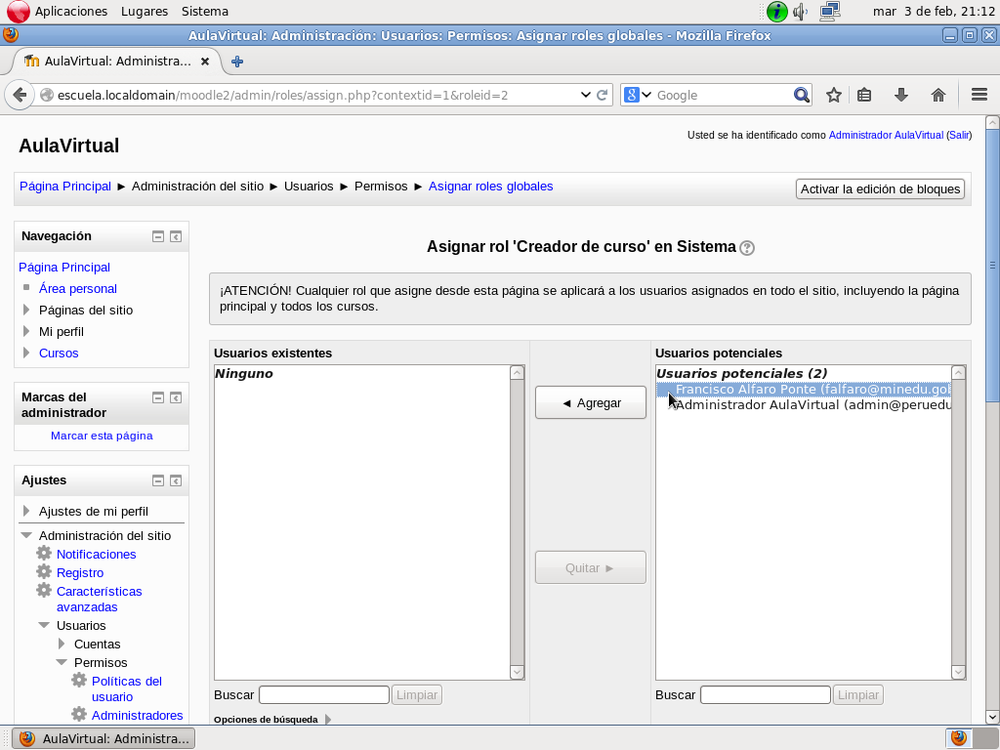 Aplicaciones Lugares Sistema
mar 3 de feb, 21:12
AulaVirtual: Administración: Usuarios: Permisos: Asignar roles globales - Mozilla Firefox
AulaVirtual: Administra...
escuela.localdomain/moodle2/admin/roles/assign.php?contextid=1&roleid=2
Google
Usted se ha identificado como Administrador AulaVirtual (Salir)
AulaVirtual
Página Principal ► Administración del sitio ► Usuarios ► Permisos ► Asignar roles globales
Activar la edición de bloques
Navegación
Página Principal
Área personal
Páginas del sitio
Mi perfil
Cursos
Marcas del
administrador
Marcar esta página
Ajustes
Ajustes de mi perfil
Administración del sitio
Notificaciones
Registro
Características
avanzadas
Usuarios
Cuentas
Permisos
Políticas del
usuario
Administradores
Asignar rol 'Creador de curso' en Sistema
¡ATENCIÓN! Cualquier rol que asigne desde esta página se aplicará a los usuarios asignados en todo el sitio, incluyendo la página
principal y todos los cursos.
Usuarios existentes
Ninguno
Buscar
Limpiar
Opciones de búsqueda
◄ Agregar
Quitar ►
Usuarios potenciales
Usuarios potenciales (2)
Francisco Alfaro Ponte (falfaro@minedu.gol
Administrador AulaVirtual (admin@peruedu
Buscar
Limpiar
AulaVirtual: Administra...